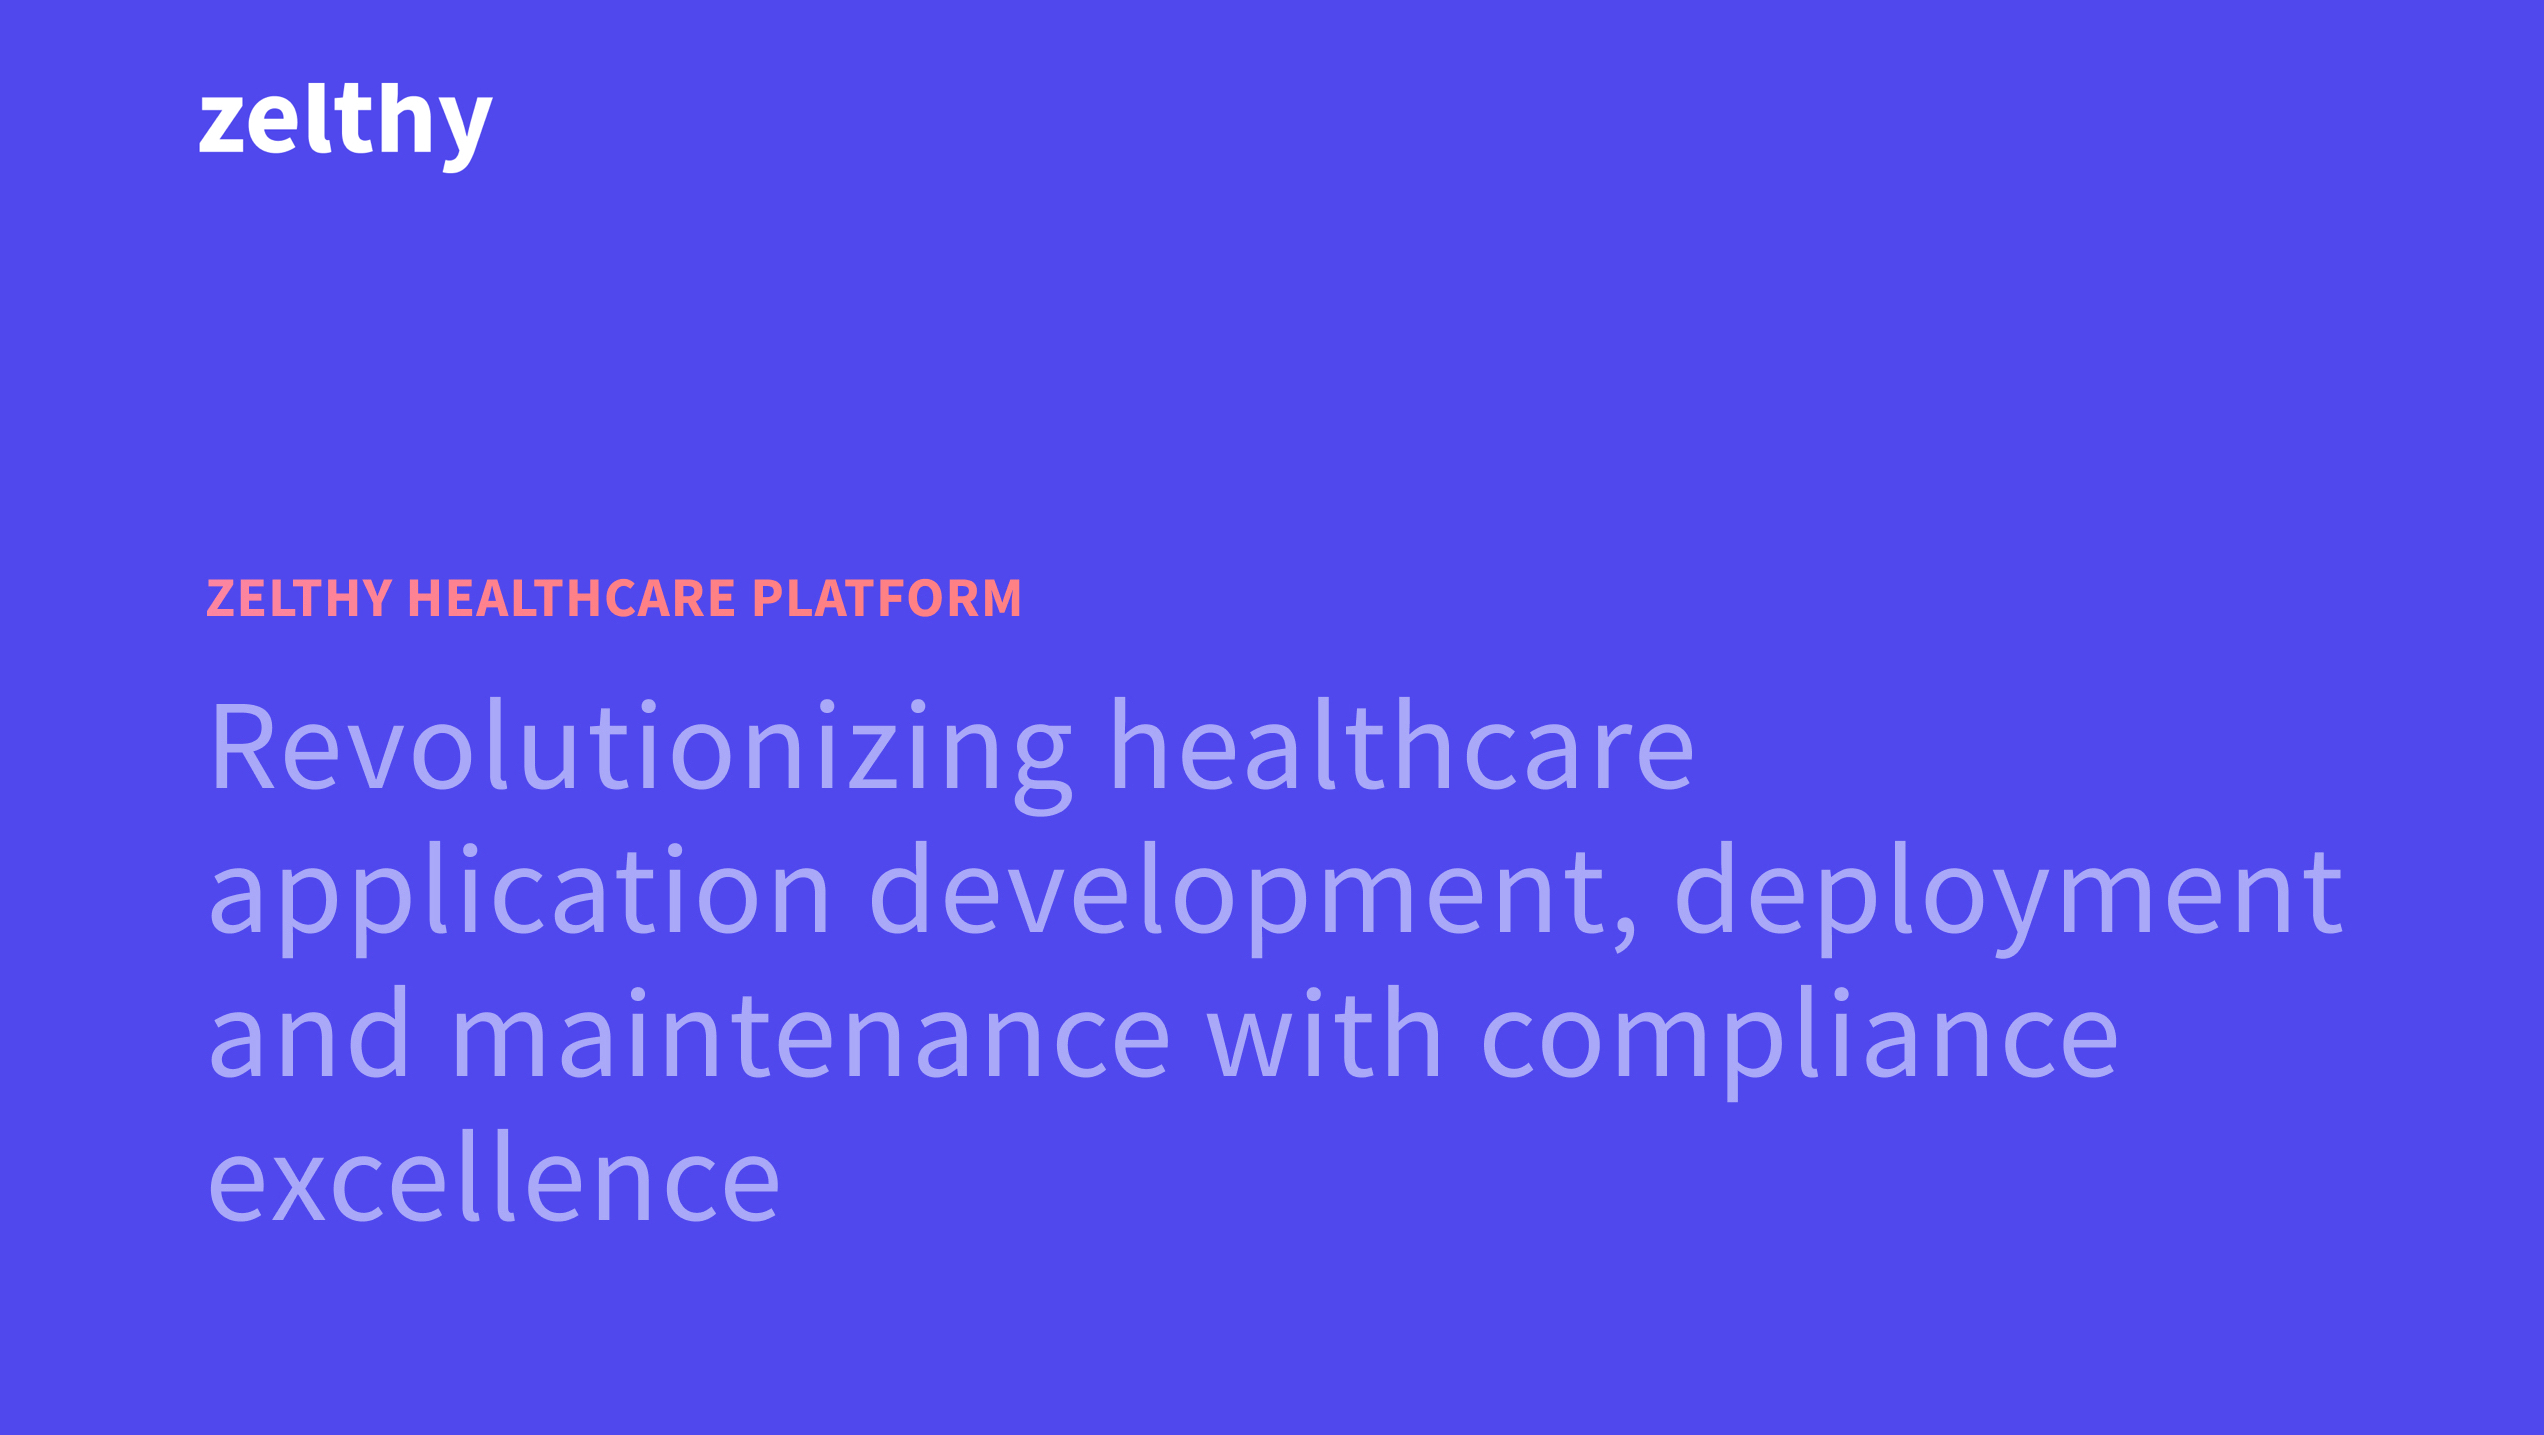 zelthy
ZELTHY HEALTHCARE PLATFORM
Revolutionizing healthcare
application development, deployment
and maintenance with compliance
excellence